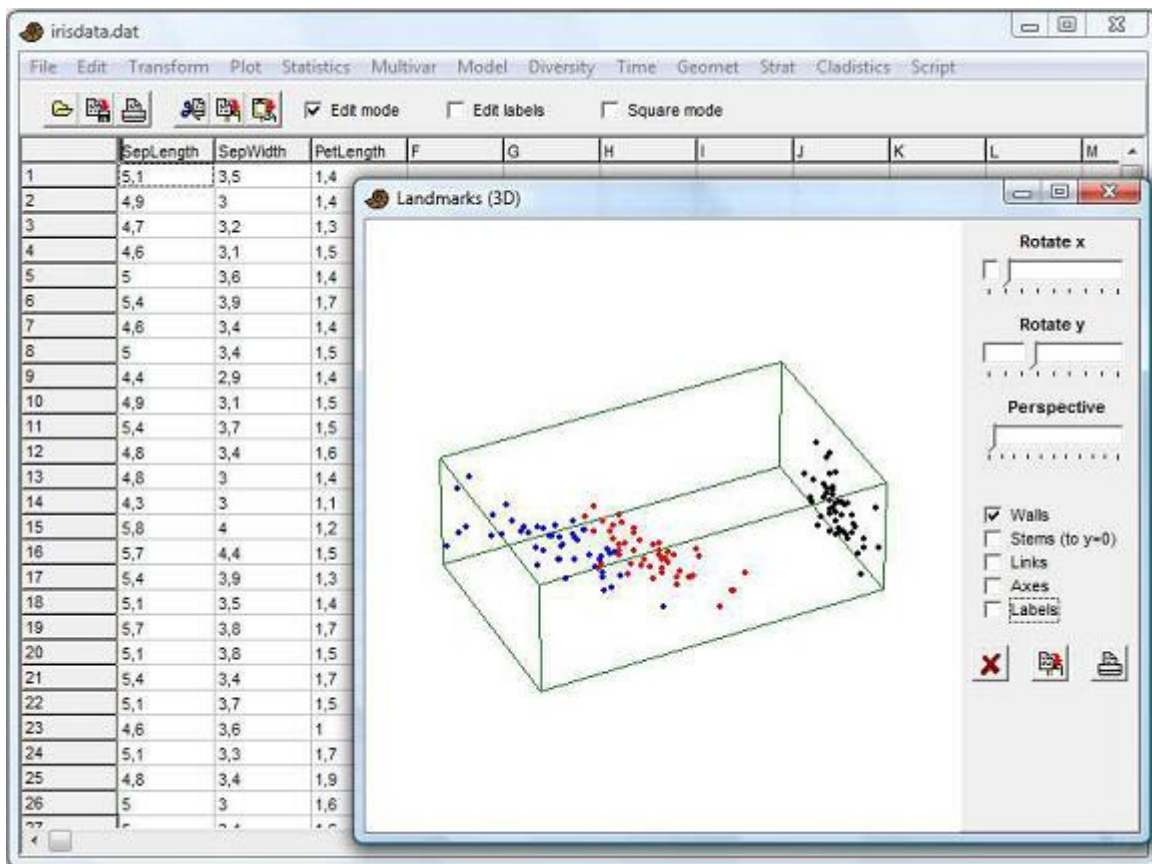 irisdata.dat
File Edit Transform Plot Statistics Multivar Model Diversity Time Geomet Strat Cladistics Script
Edit mode Edit labels Square mode
SepLength SepWidth PetLength F G H I J K L M
1 5,1 3,5 1,4
2 4,9 3 1,4
3 4,7 3,2 1,3
4 4,6 3,1 1,5
5 5 3,6 1,4
6 5,4 3,9 1,7
7 4,6 3,4 1,4
8 5 3,4 1,5
9 4,4 2,9 1,4
10 4,9 3,1 1,5
11 5,4 3,7 1,5
12 4,8 3,4 1,6
13 4,8 3 1,4
14 4,3 3 1,1
15 5,8 4 1,2
16 5,7 4,4 1,5
17 5,4 3,9 1,3
18 5,1 3,5 1,4
19 5,7 3,8 1,7
20 5,1 3,8 1,5
21 5,4 3,4 1,7
22 5,1 3,7 1,5
23 4,6 3,6 1
24 5,1 3,3 1,7
25 4,8 3,4 1,9
26 5 3 1,6
Landmarks (3D)
Rotate x
Rotate y
Perspective
Walls
Stems (to y=0)
Links
Axes
Labels